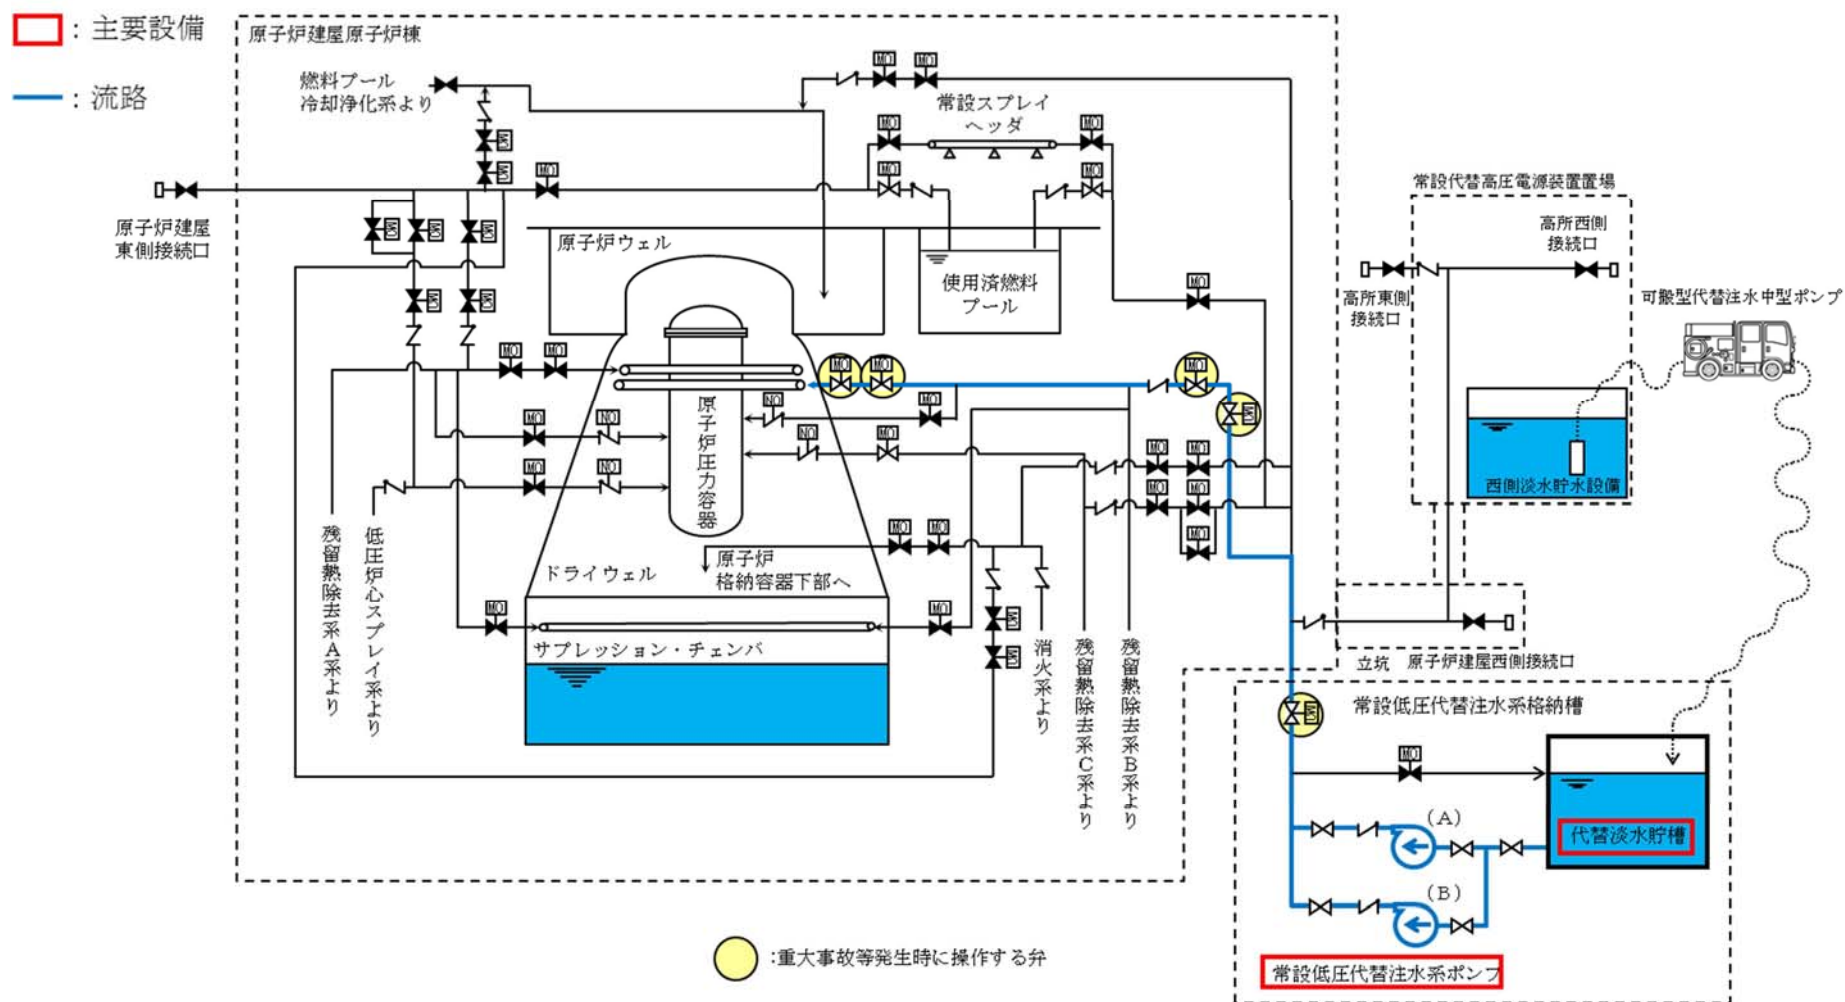 ：主要設備
：流路
原子炉建屋原子炉棟
燃料プール
冷却浄化系より
MO
MO
常設スプレイ
ヘッダ
MO
MO
MO
MO
MO
MO
MO
原子炉建屋
東側接続口
MO
MO
MO
MO
MO
原子炉ウェル
使用済燃料
プール
MO
常設代替高圧電源装置置場
高所西側
接続口
高所東側
接続口
可搬型代替注水中型ポンプ
西側淡水貯水設備
MO
MO
MO
MO
MO
MO
NO
MO
MO
NO
NO
MO
MO
NO
MO
MO
MO
MO
MO
原子炉圧力容器
残留熱除去系A系より
低圧炉心スプレイ系より
MO
MO
原子炉
格納容器下部へ
ドライウェル
MO
MO
MO
MO
サプレッション・チェンバ
消火系より
残留熱除去系C系より
残留熱除去系B系より
立坑
原子炉建屋西側接続口
MO
常設低圧代替注水系格納槽
MO
(A)
代替淡水貯槽
(B)
常設低圧代替注水系ポンプ
：重大事故等発生時に操作する弁